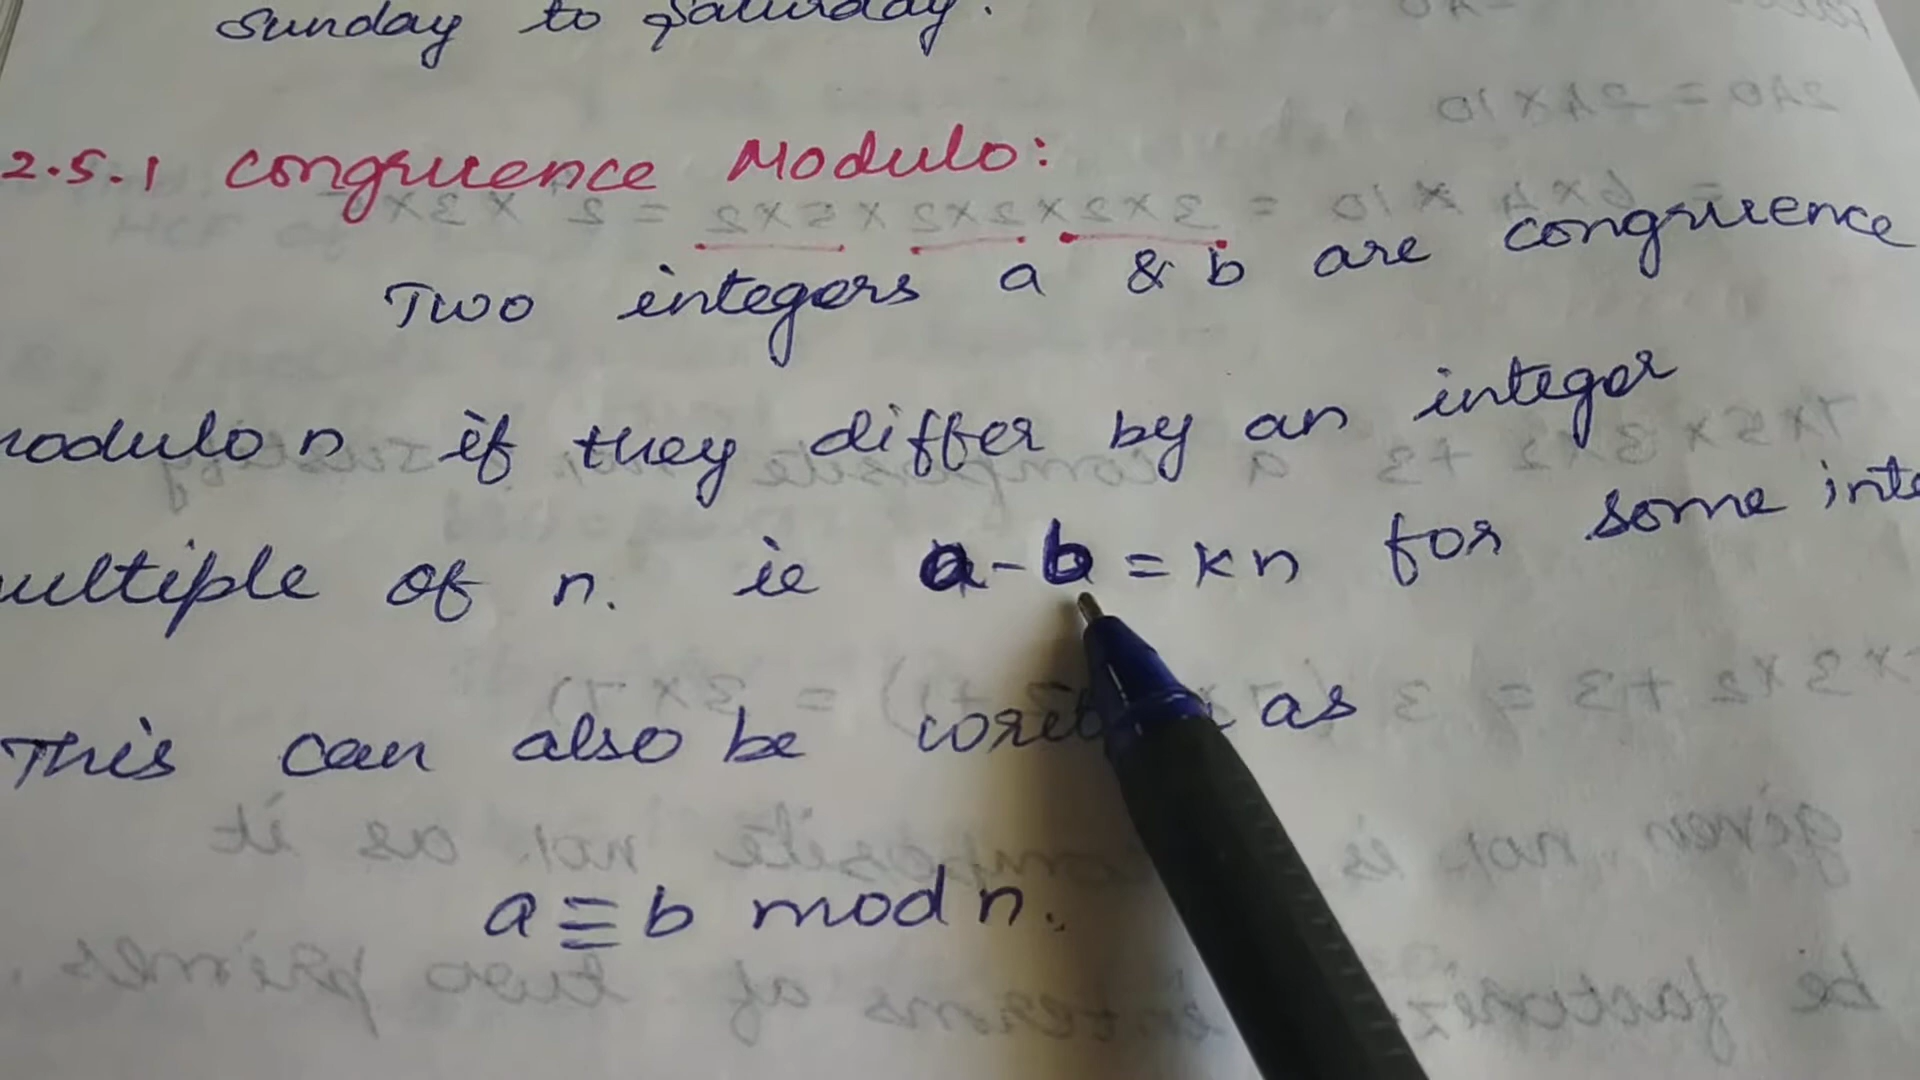 Sunday to Saturday.
2.5.1 Congruence Modulo:
Two integers a & b are congruence
modulo n if they differ by an integer
multiple of n. ie a-b = kn for some inte
This can also be as
a ≡ b mod n.